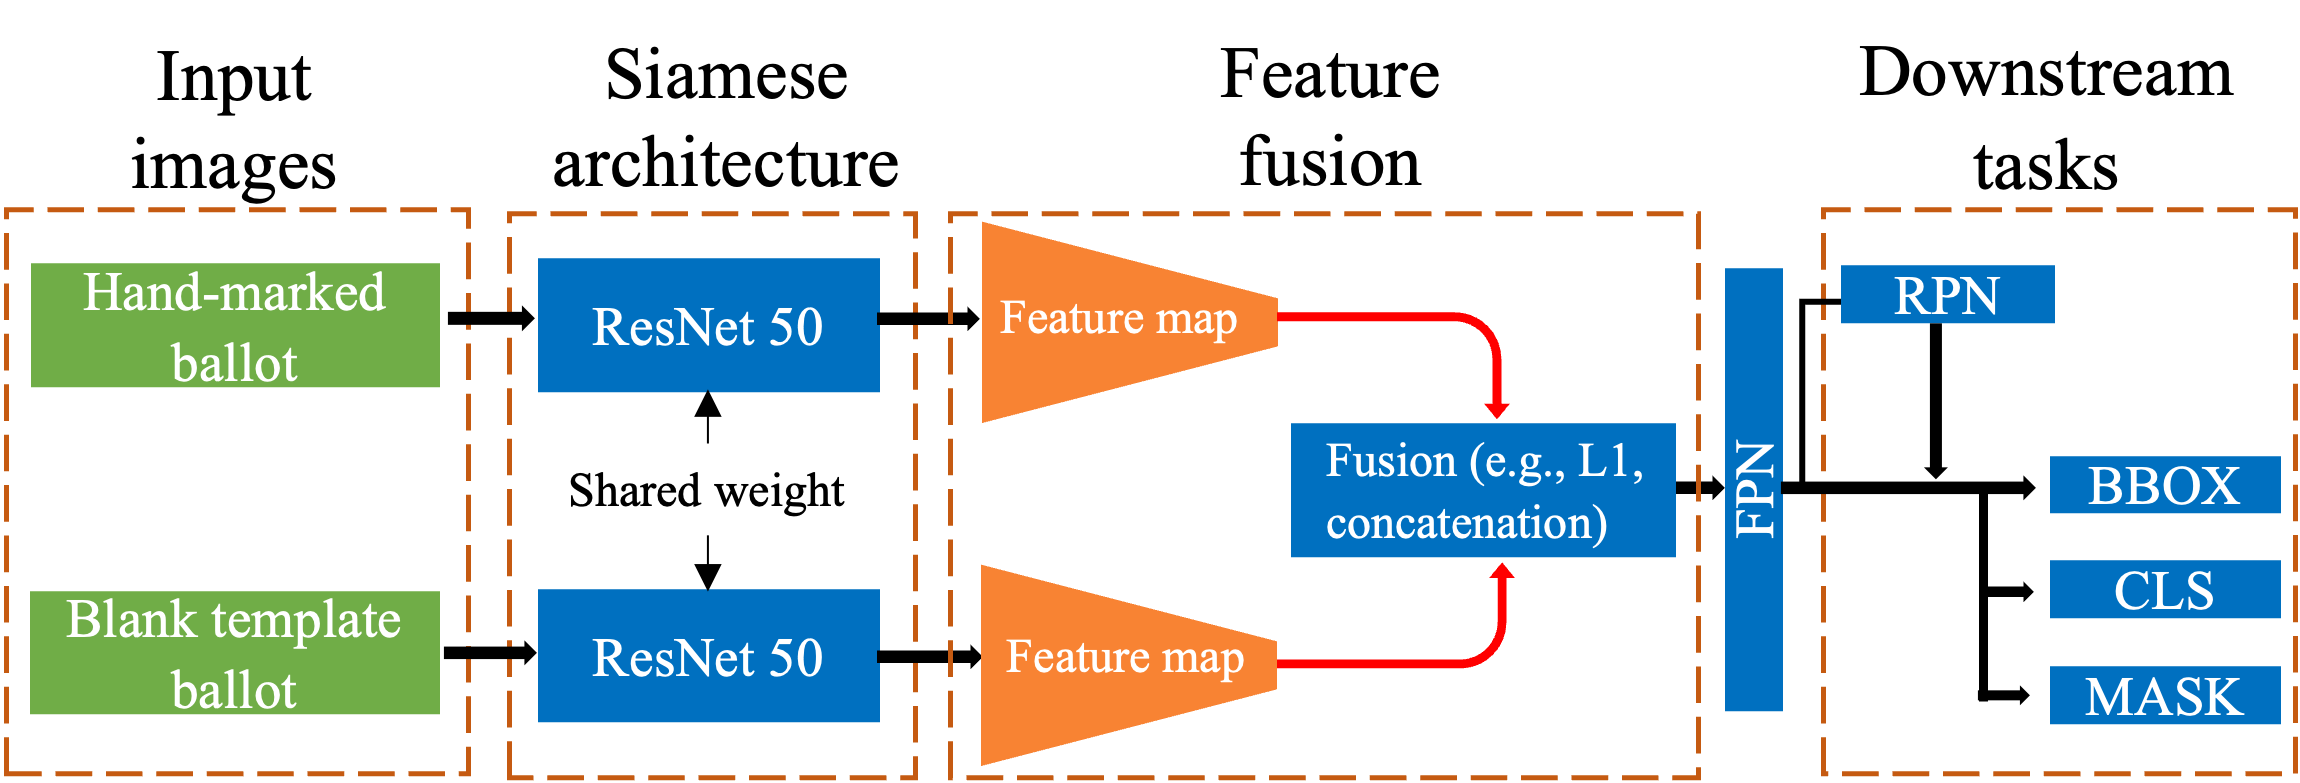 Input
images
Siamese
architecture
Feature
fusion
Downstream
tasks
Hand-marked
ballot
Blank template
ballot
ResNet 50
Shared weight
ResNet 50
Feature map
Feature map
Fusion (e.g., L1,
concatenation)
FPN
RPN
BBOX
CLS
MASK